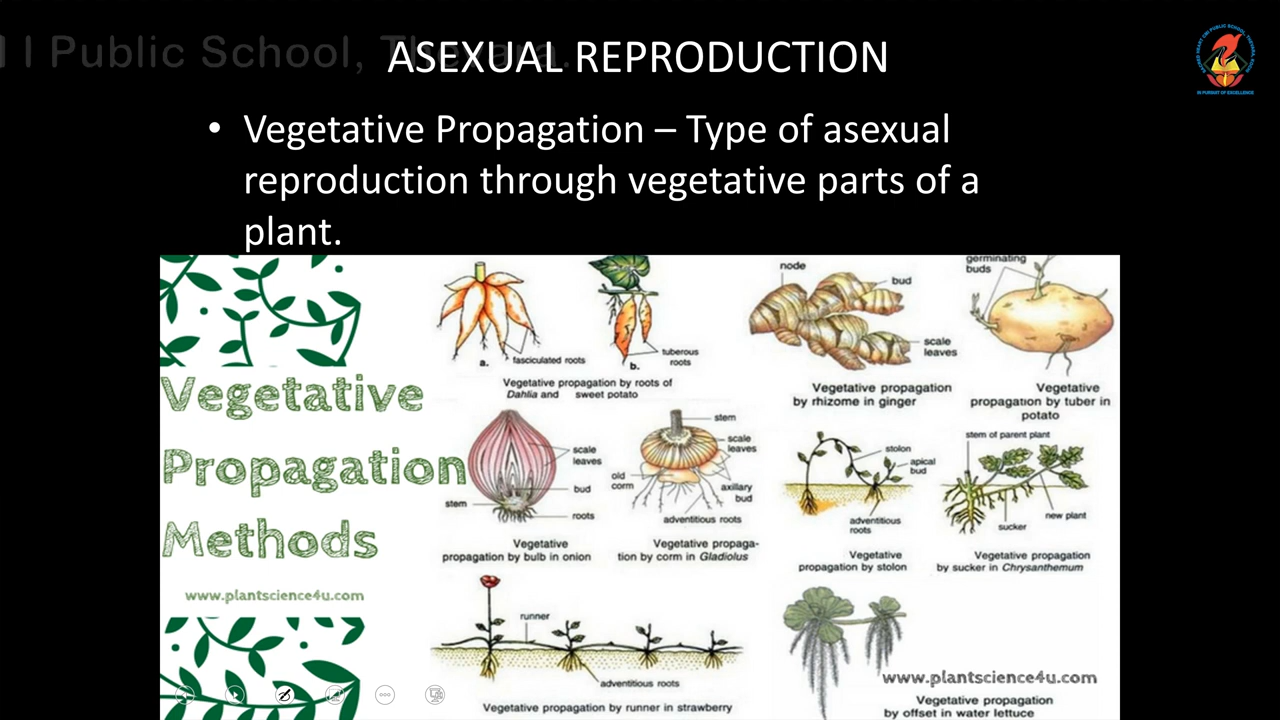 l l Public School, Thevara.
ASEXUAL REPRODUCTION
IN PURSUIT OF EXCELLENCE
• Vegetative Propagation – Type of asexual
reproduction through vegetative parts of a
plant.
Vegetative
Propagation
Methods
www.plantscience4u.com
a.
fasciculated roots
b.
tuberous
roots
Vegetative propagation by roots of
Dahlia and sweet potato
node
bud
scale
leaves
Vegetative propagation
by rhizome in ginger
germinating
buds
Vegetative
propagation by tuber in
potato
scale
leaves
bud
stem
roots
Vegetative
propagation by bulb in onion
stem
scale
leaves
old
corm
axillary
bud
adventitious roots
Vegetative propaga-
tion by corm in Gladiolus
stolon
apical
bud
adventitious
roots
Vegetative
propagation by stolon
stem of parent plant
new plant
sucker
Vegetative propagation
by sucker in Chrysanthemum
runner
adventitious roots
Vegetative propagation by runner in strawberry
www.plantscience4u.com
Vegetative propagation
by offset in water lettuce